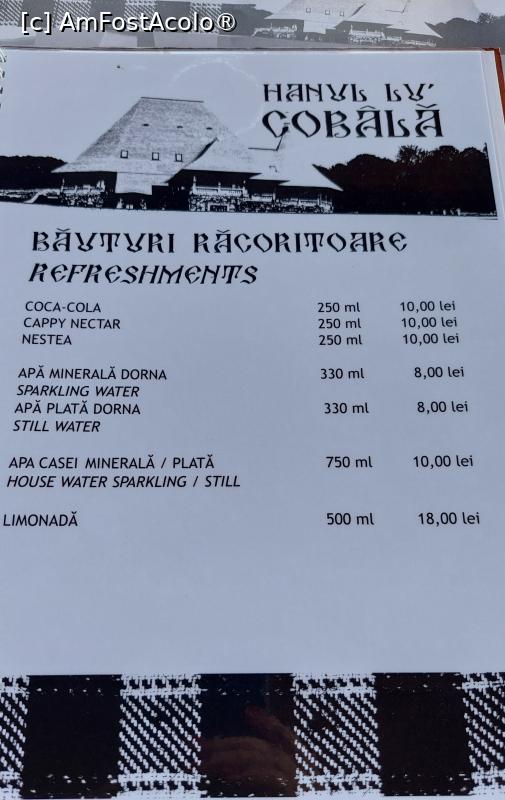 [c] AmFostAcolo®
HANUL LU'
COBÂLĂ
BĂUTURI RĂCORITOARE
REFRESHMENTS
COCA-COLA 250 ml 10,00 lei
CAPPY NECTAR 250 ml 10,00 lei
NESTEA 250 ml 10,00 lei
APĂ MINERALĂ DORNA 330 ml 8,00 lei
SPARKLING WATER
APĂ PLATĂ DORNA 330 ml 8,00 lei
STILL WATER
APA CASEI MINERALĂ / PLATĂ 750 ml 10,00 lei
HOUSE WATER SPARKLING / STILL
LIMONADĂ 500 ml 18,00 lei